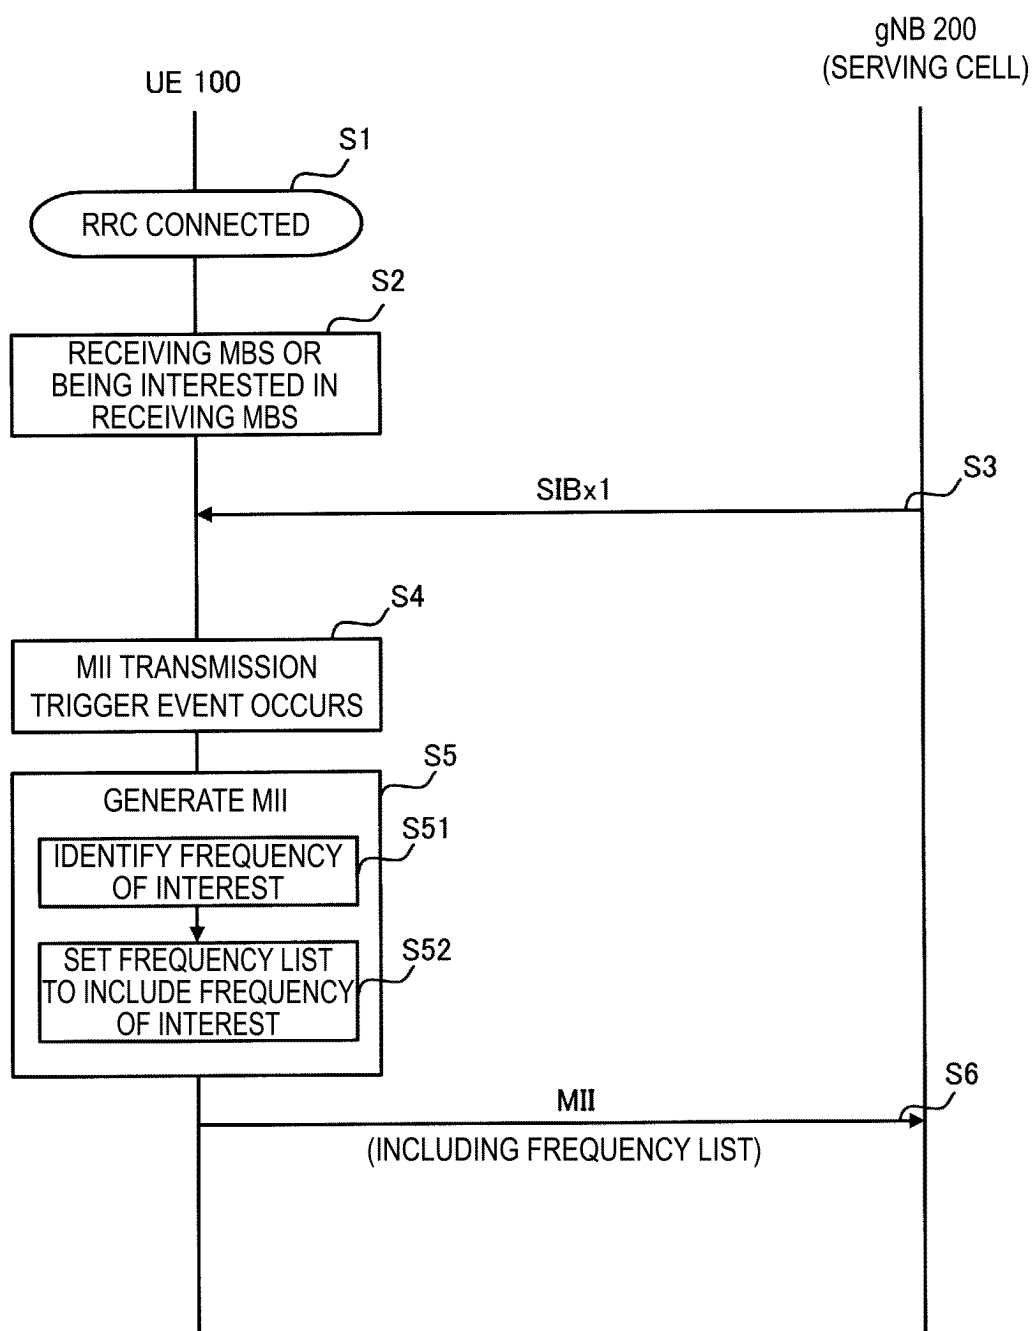 gNB 200
(SERVING CELL)
UE 100
S1
RRC CONNECTED
S2
RECEIVING MBS OR
BEING INTERESTED IN
RECEIVING MBS
S3
SIBx1
S4
MII TRANSMISSION
TRIGGER EVENT OCCURS
S5
GENERATE MII
S51
IDENTIFY FREQUENCY
OF INTEREST
S52
SET FREQUENCY LIST
TO INCLUDE FREQUENCY
OF INTEREST
S6
MII
(INCLUDING FREQUENCY LIST)